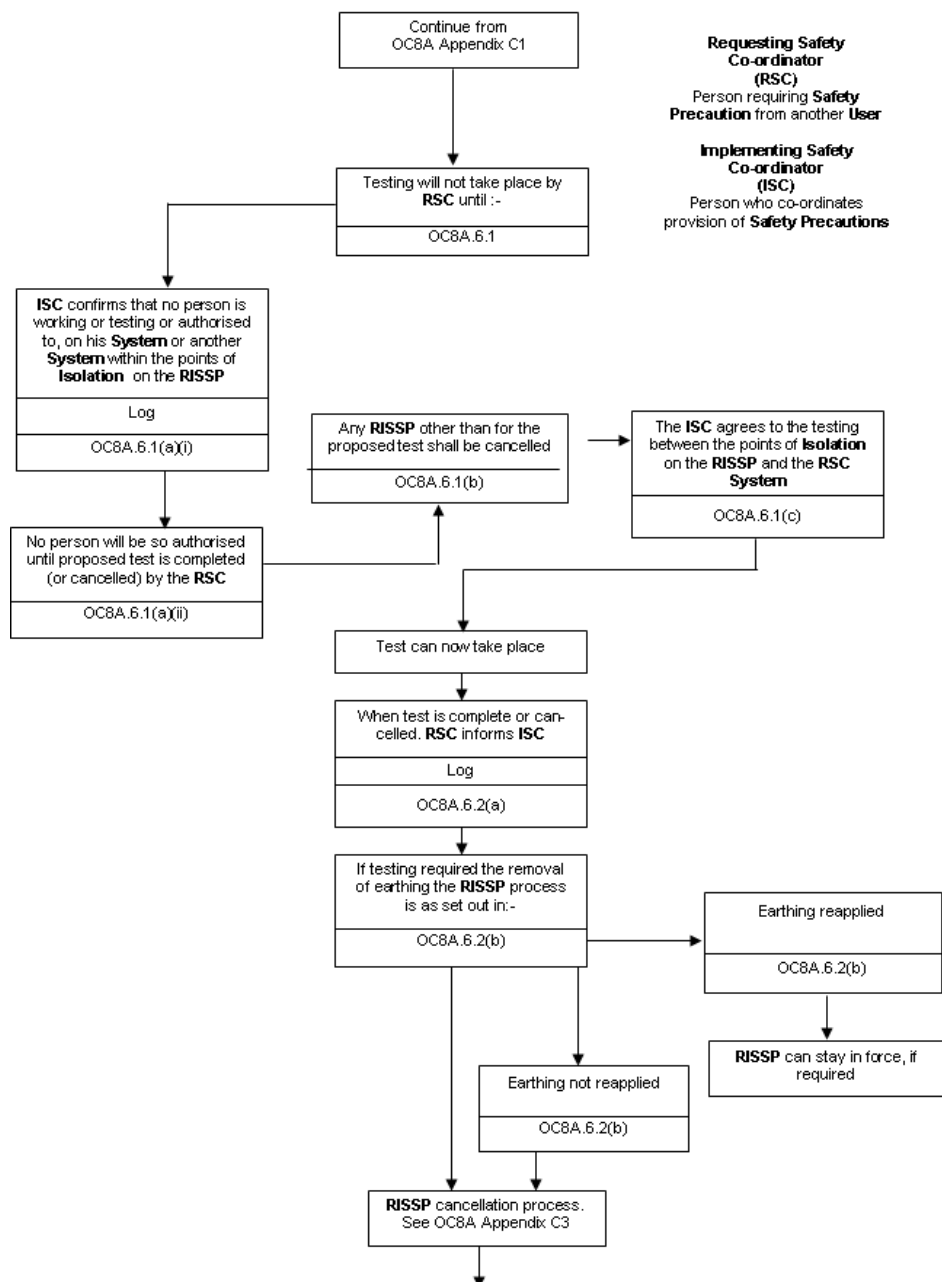 Continue from
OC8A Appendix C1
Requesting Safety
Co-ordinator
(RSC)
Person requiring Safety
Precaution from another User
Implementing Safety
Co-ordinator
(ISC)
Person who co-ordinates
provision of Safety Precautions
Testing will not take place by
RSC until :-
OC8A.6.1
ISC confirms that no person is
working or testing or authorised
to, on his System or another
System within the points of
Isolation on the RISSP
Log
OC8A.6.1(a)(i)
No person will be so authorised
until proposed test is completed
(or cancelled) by the RSC
OC8A.6.1(a)(ii)
Any RISSP other than for the
proposed test shall be cancelled
OC8A.6.1(b)
The ISC agrees to the testing
between the points of Isolation
on the RISSP and the RSC
System
OC8A.6.1(c)
Test can now take place
When test is complete or can-
celled. RSC informs ISC
Log
OC8A.6.2(a)
If testing required the removal
of earthing the RISSP process
is as set out in:-
OC8A.6.2(b)
Earthing reapplied
OC8A.6.2(b)
RISSP can stay in force, if
required
Earthing not reapplied
OC8A.6.2(b)
RISSP cancellation process.
See OC8A Appendix C3